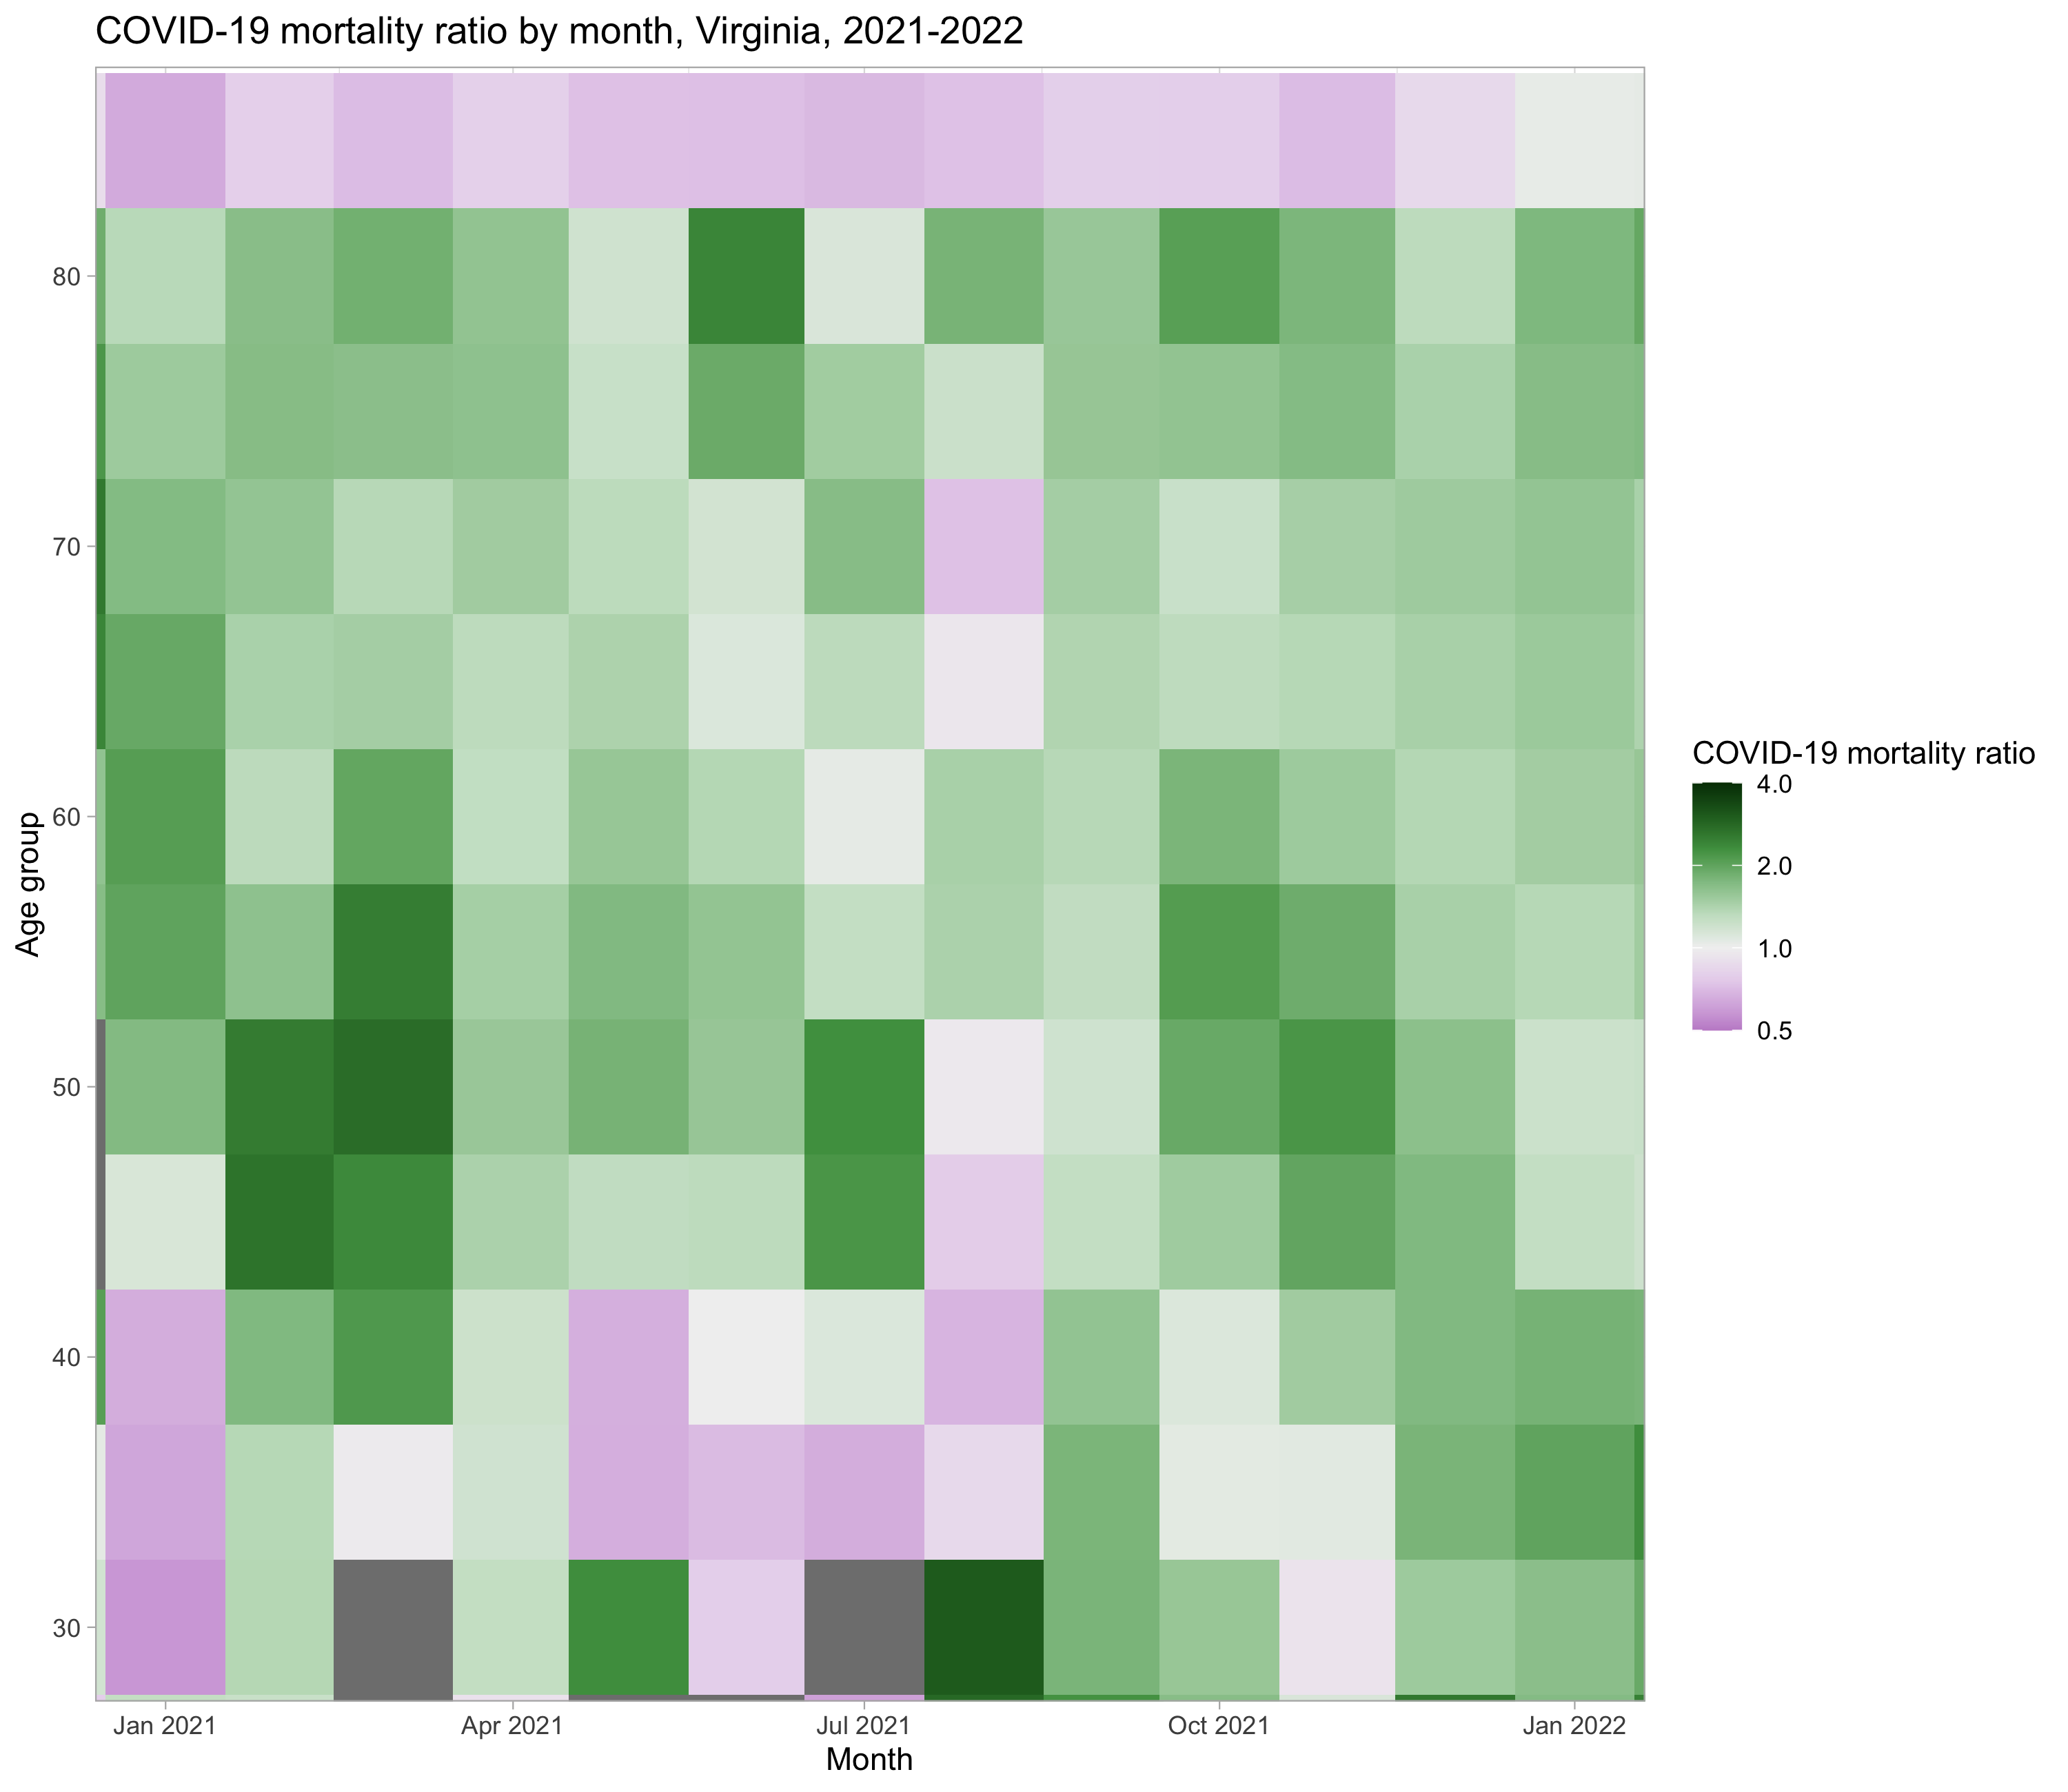 COVID-19 mortality ratio by month, Virginia, 2021-2022
Age group
80
70
60
50
40
30
Jan 2021
Apr 2021
Jul 2021
Oct 2021
Jan 2022
Month
COVID-19 mortality ratio
4.0
2.0
1.0
0.5